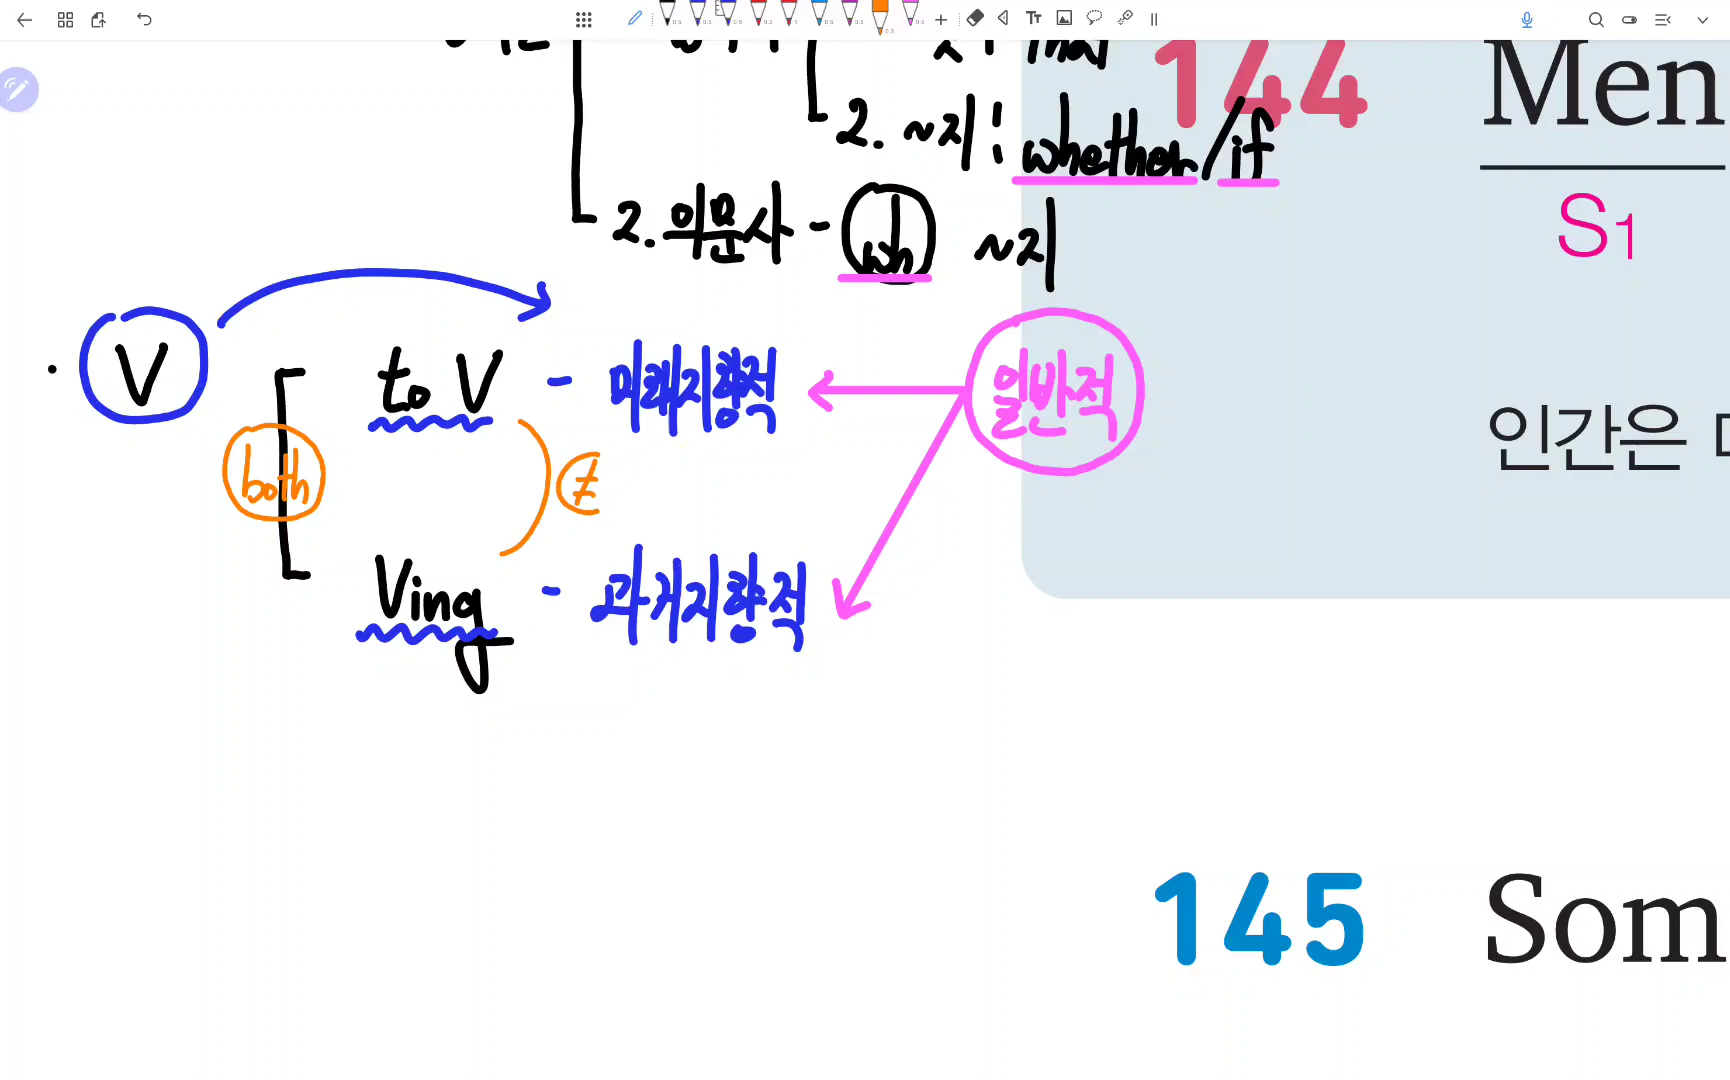 144 Men
2. ~지 : whether / if
S1
2. 의문사 - wh ~지
V
to V - 미래지향적
일반적
인간은
both
≠
Ving - 과거지향적
145 Som